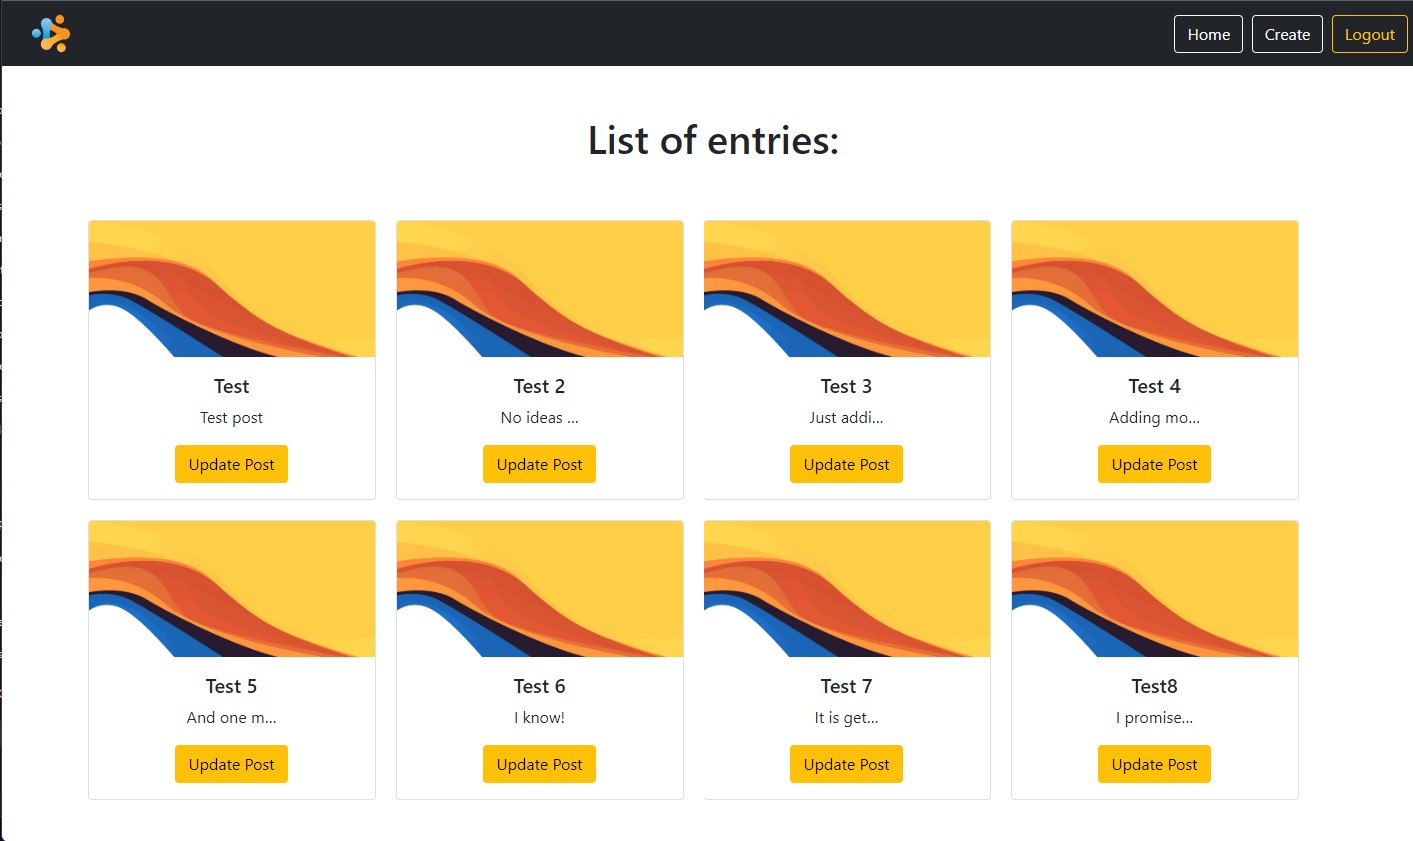 Home Create Logout
List of entries:
Test
Test post
Update Post
Test 2
No ideas ...
Update Post
Test 3
Just addi...
Update Post
Test 4
Adding mo...
Update Post
Test 5
And one m...
Update Post
Test 6
I know!
Update Post
Test 7
It is get...
Update Post
Test8
I promise...
Update Post